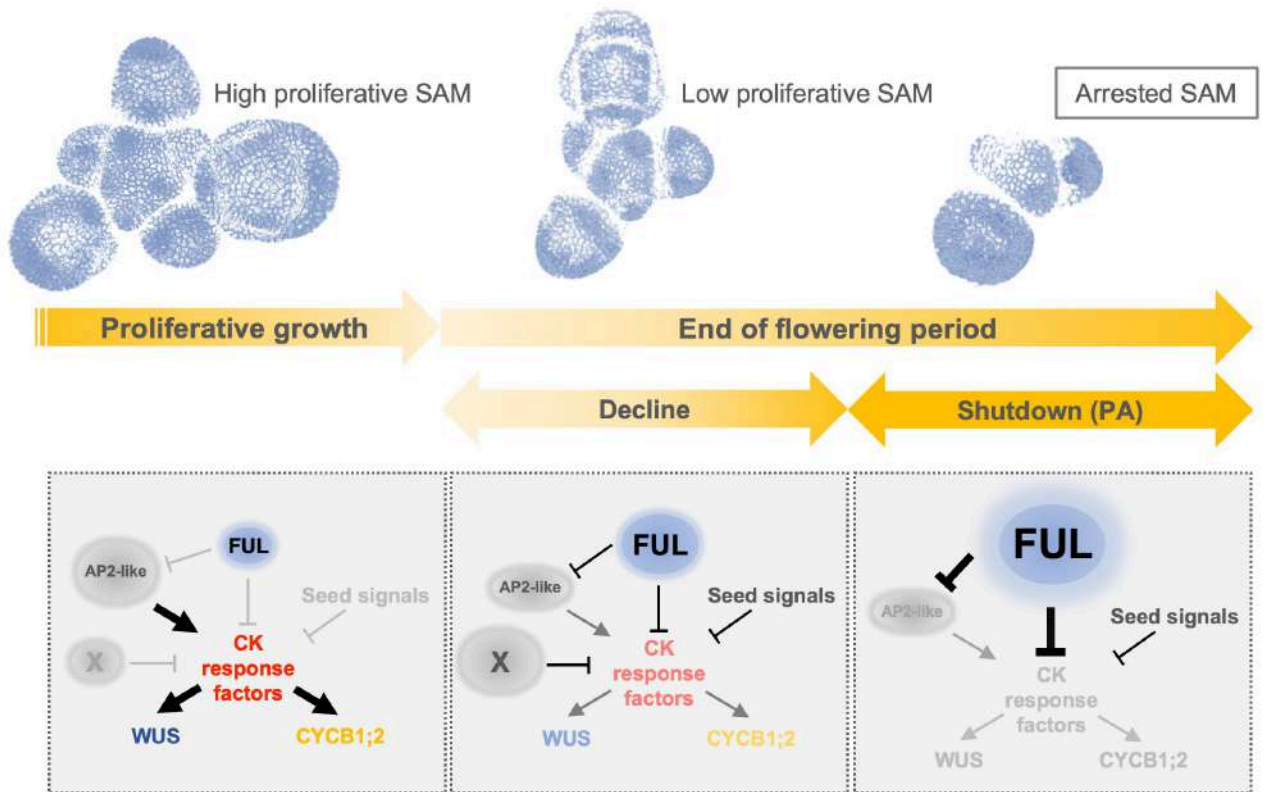 High proliferative SAM
Low proliferative SAM
Arrested SAM
Proliferative growth
End of flowering period
Decline
Shutdown (PA)
FUL
AP2-like
Seed signals
X
CK
response
factors
WUS
CYCB1;2
FUL
AP2-like
Seed signals
X
CK
response
factors
WUS
CYCB1;2
FUL
AP2-like
Seed signals
CK
response
factors
WUS
CYCB1;2